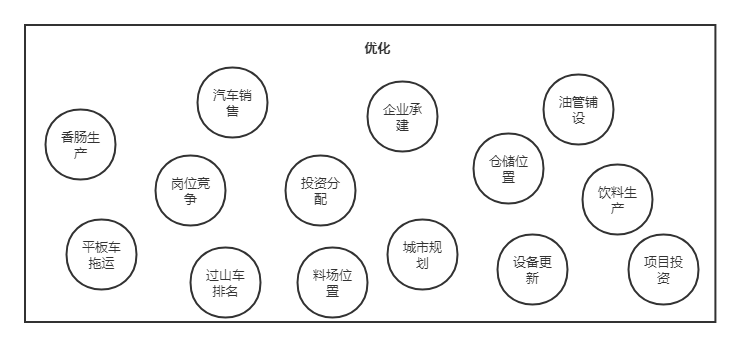 优化
汽车销
售
企业承
建
油管铺
设
香肠生
产
岗位竞
争
投资分
配
仓储位
置
饮料生
产
平板车
拖运
过山车
排名
料场位
置
城市规
划
设备更
新
项目投
资